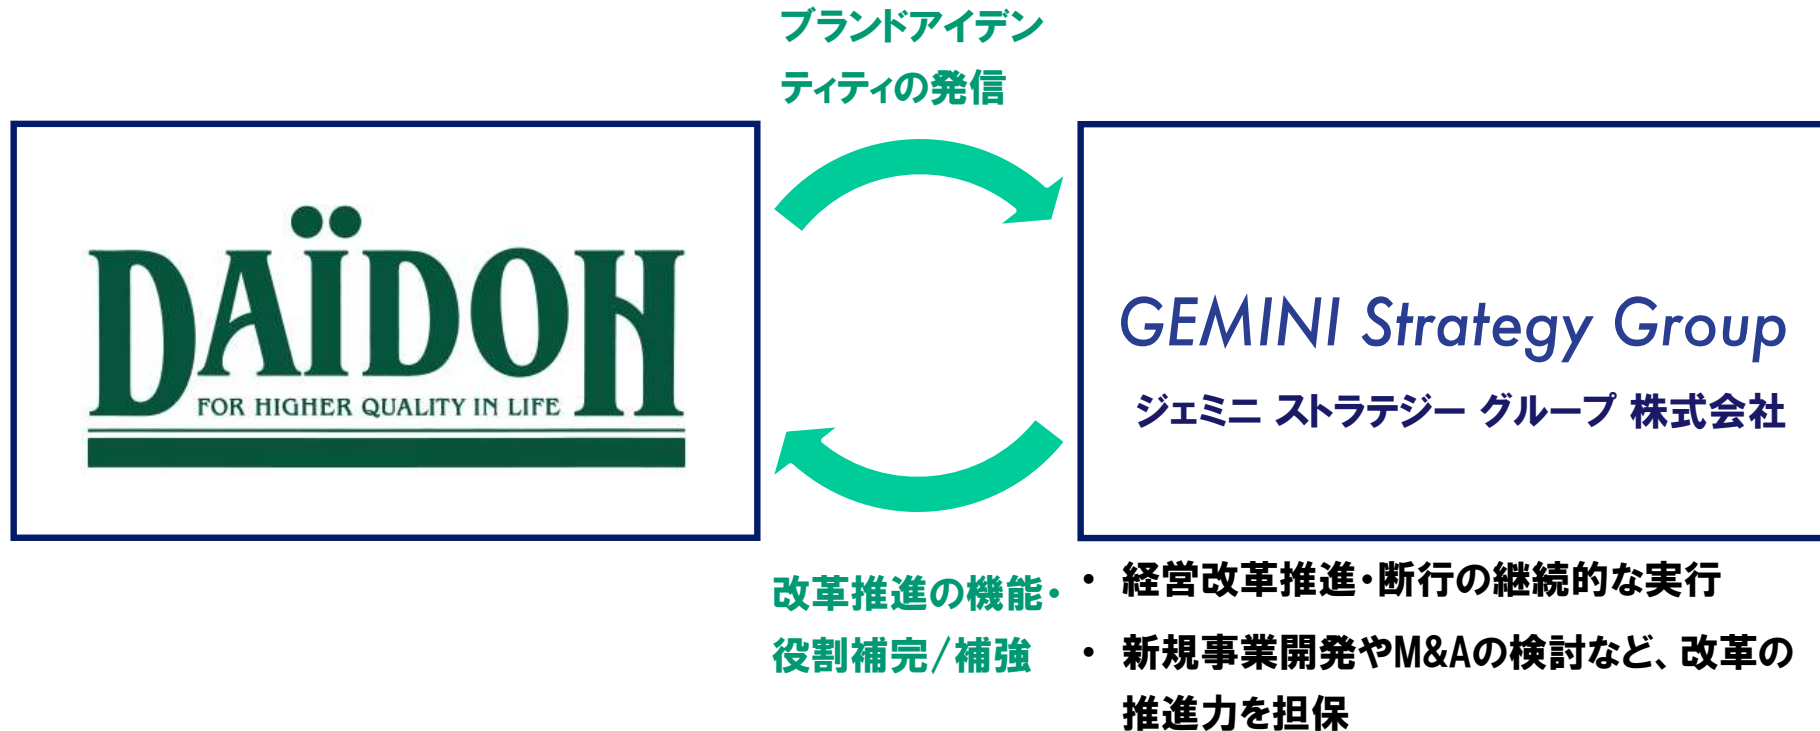 ブランドアイデン
ティティの発信
DAÏDOH
FOR HIGHER QUALITY IN LIFE
GEMINI Strategy Group
ジェミニ ストラテジー グループ 株式会社
改革推進の機能・
役割補完/補強
• 経営改革推進・断行の継続的な実行
• 新規事業開発やM&Aの検討など、改革の
推進力を担保